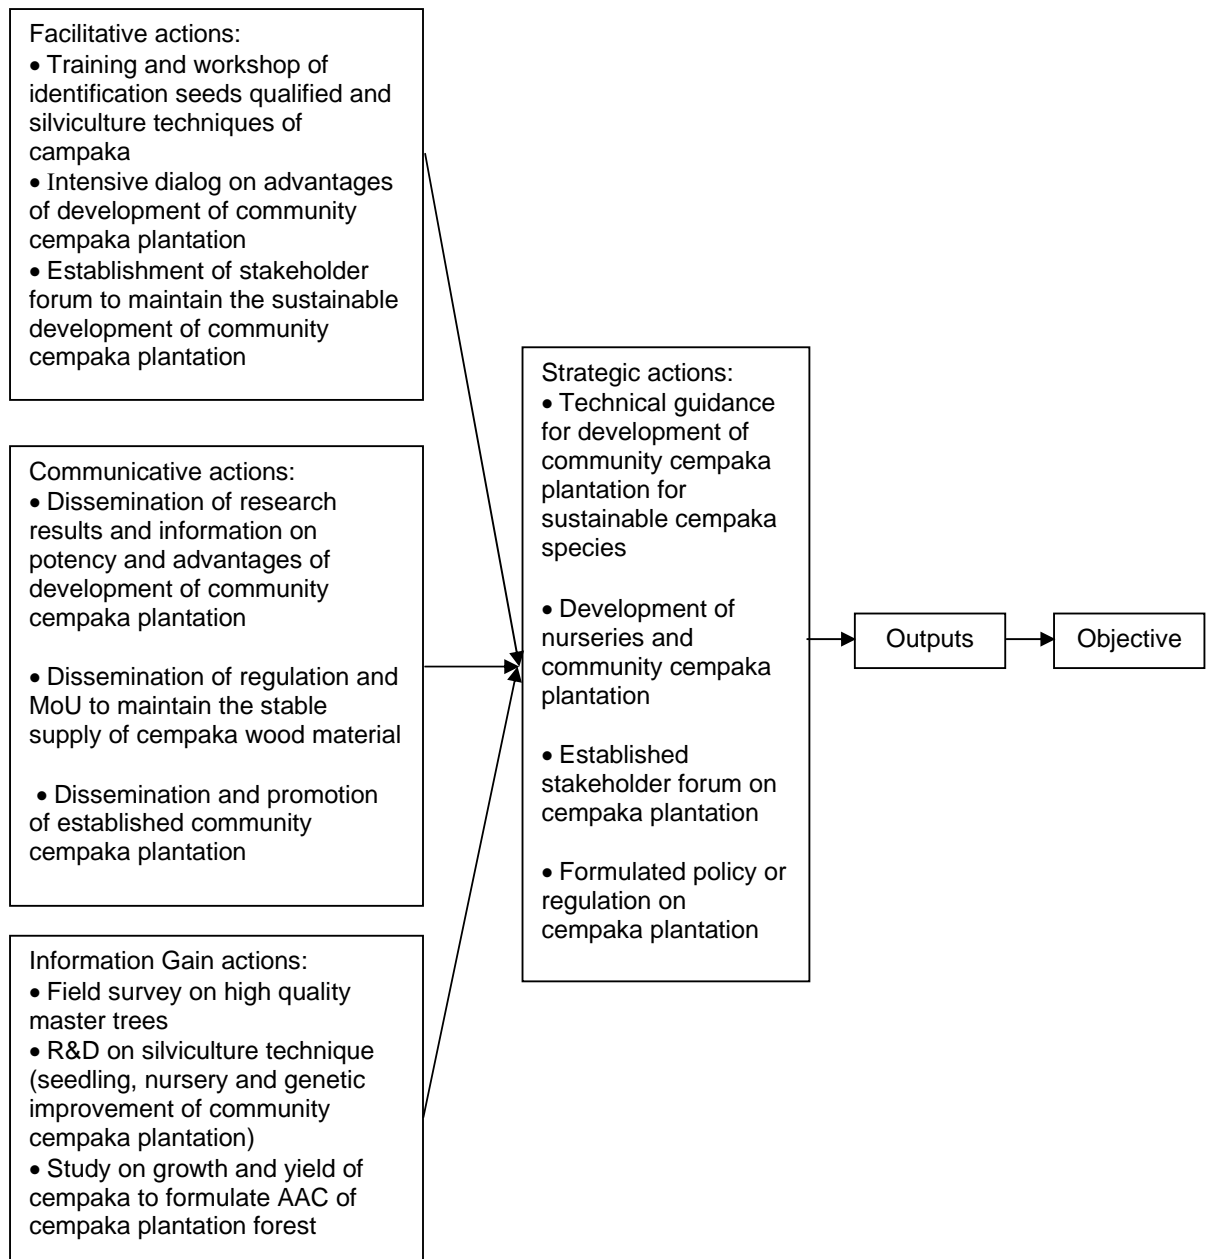 Facilitative actions:
• Training and workshop of
identification seeds qualified and
silviculture techniques of
campaka
• Intensive dialog on advantages
of development of community
cempaka plantation
• Establishment of stakeholder
forum to maintain the sustainable
development of community
cempaka plantation
Communicative actions:
• Dissemination of research
results and information on
potency and advantages of
development of community
cempaka plantation
• Dissemination of regulation and
MoU to maintain the stable
supply of cempaka wood material
• Dissemination and promotion
of established community
cempaka plantation
Information Gain actions:
• Field survey on high quality
master trees
• R&D on silviculture technique
(seedling, nursery and genetic
improvement of community
cempaka plantation)
• Study on growth and yield of
cempaka to formulate AAC of
cempaka plantation forest
Strategic actions:
• Technical guidance
for development of
community cempaka
plantation for
sustainable cempaka
species
• Development of
nurseries and
community cempaka
plantation
• Established
stakeholder forum on
cempaka plantation
• Formulated policy or
regulation on
cempaka plantation
Outputs
Objective